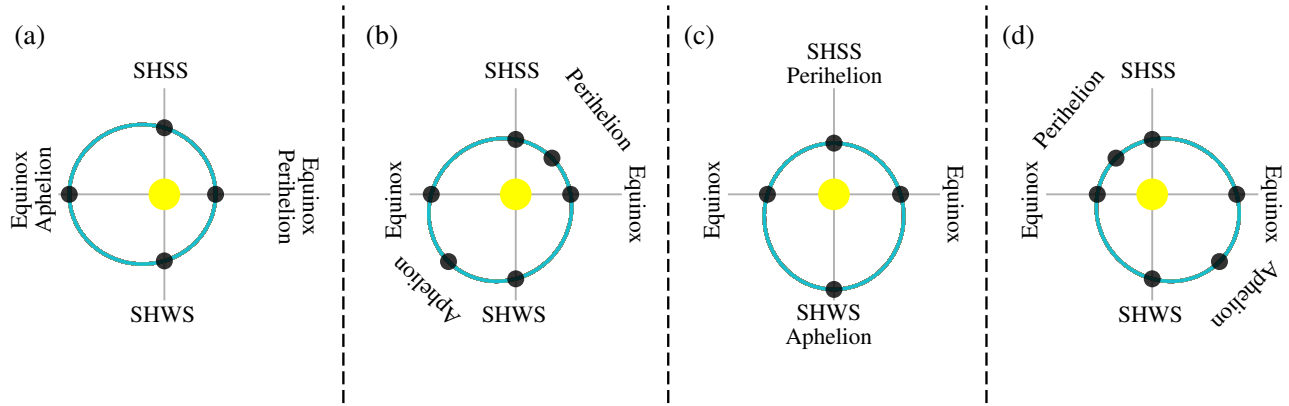 (a)
SHSS
Equinox
Aphelion
Equinox
Perihelion
SHWS
(b)
SHSS
Perihelion
Equinox
Equinox
Aphelion
SHWS
(c)
SHSS
Perihelion
Equinox
Equinox
SHWS
Aphelion
(d)
Perihelion
SHSS
Equinox
Equinox
SHWS
Aphelion